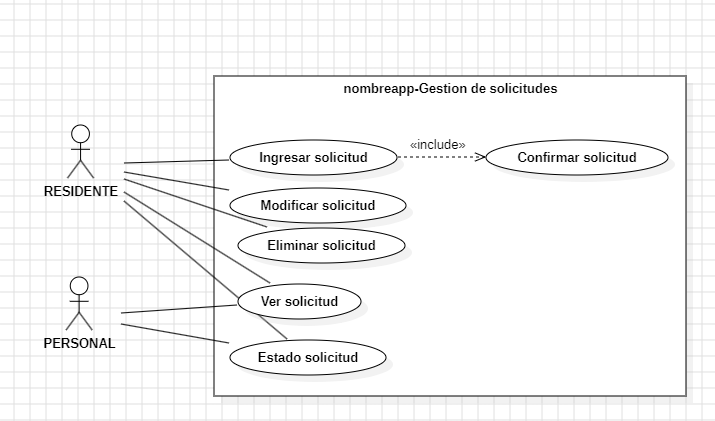 nombreapp-Gestion de solicitudes
Ingresar solicitud
«include»
Confirmar solicitud
RESIDENTE
Modificar solicitud
Eliminar solicitud
Ver solicitud
PERSONAL
Estado solicitud